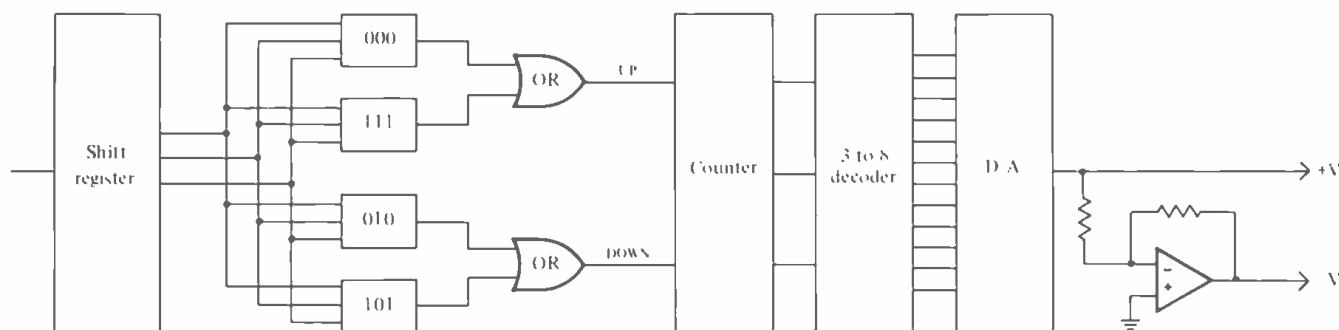 Shift
register
000
111
010
101
OR
OR
UP
DOWN
Counter
3 to 8
decoder
D/A
+V
-V